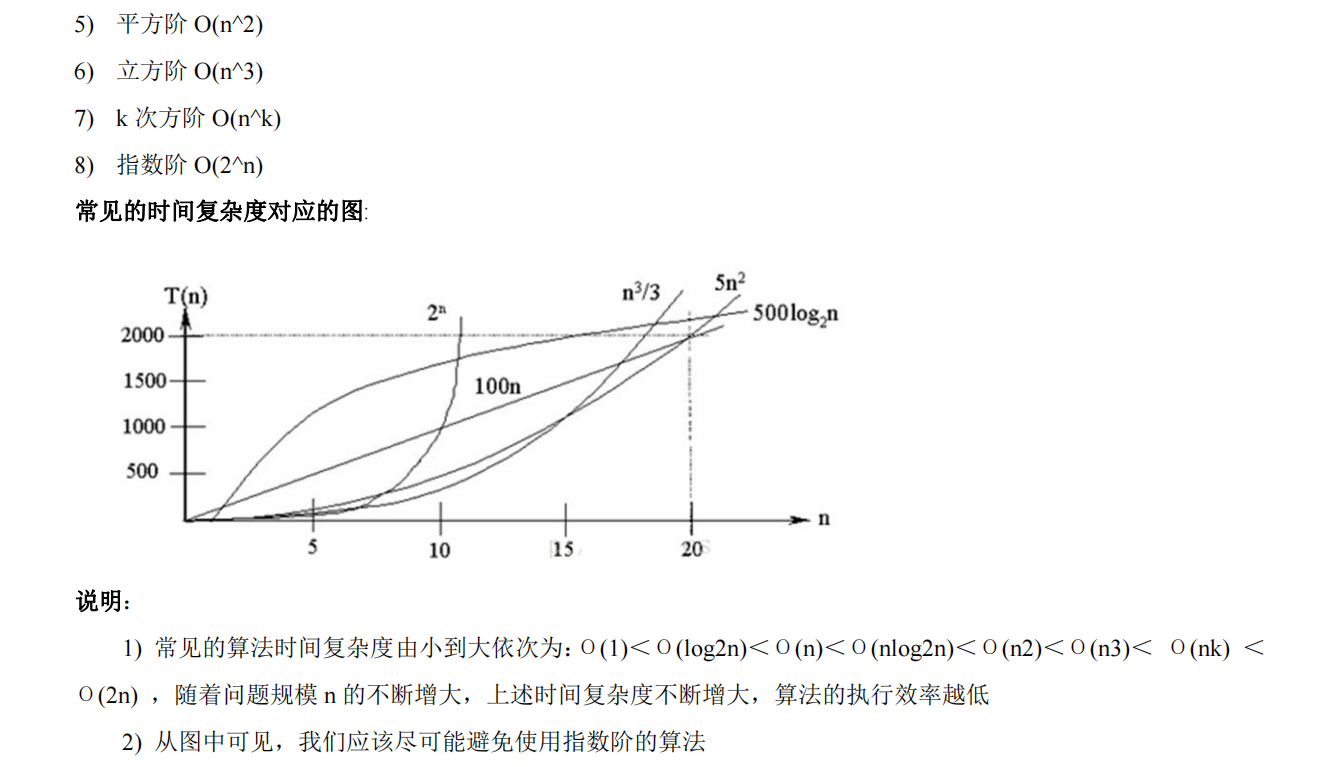 5) 平方阶 O(n^2)
6) 立方阶 O(n^3)
7) k 次方阶 O(n^k)
8) 指数阶 O(2^n)
常见的时间复杂度对应的图:
T(n)
2ⁿ
n³/3
5n²
500log₂n
2000
1500
100n
1000
500
n
5
10
15
20
说明：
1) 常见的算法时间复杂度由小到大依次为：Ο(1)＜Ο(log2n)＜Ο(n)＜Ο(nlog2n)＜Ο(n2)＜Ο(n3)＜ Ο(nk) ＜
Ο(2n) ，随着问题规模 n 的不断增大，上述时间复杂度不断增大，算法的执行效率越低
2) 从图中可见，我们应该尽可能避免使用指数阶的算法